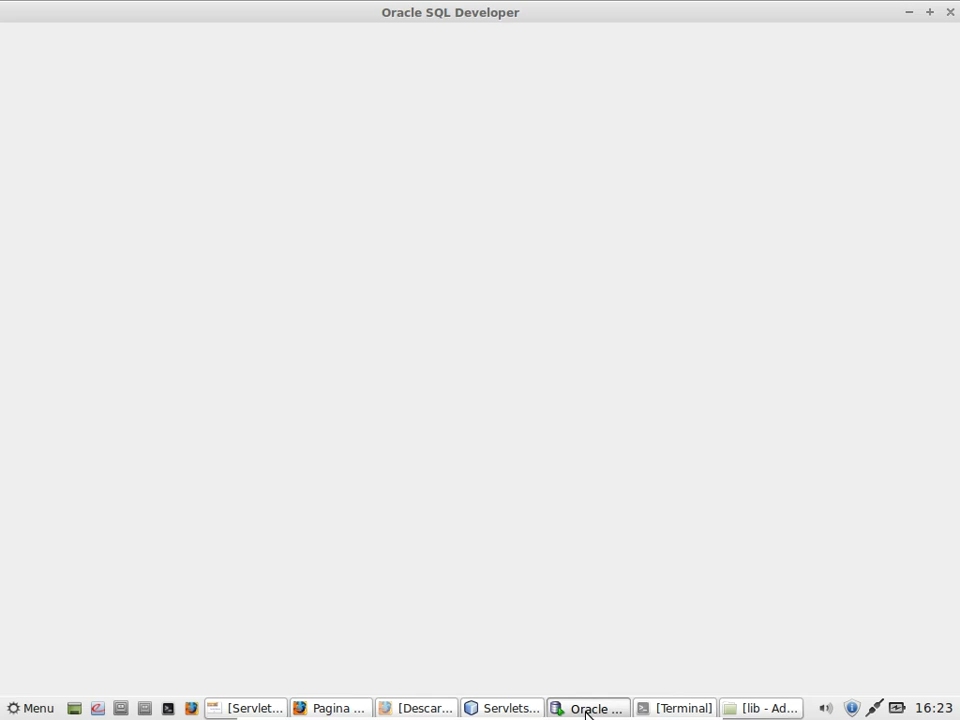 Oracle SQL Developer
Menu
[Servlet...
Pagina ...
[Descar...
Servlets...
Oracle ...
[Terminal]
[lib - Ad...
16:23